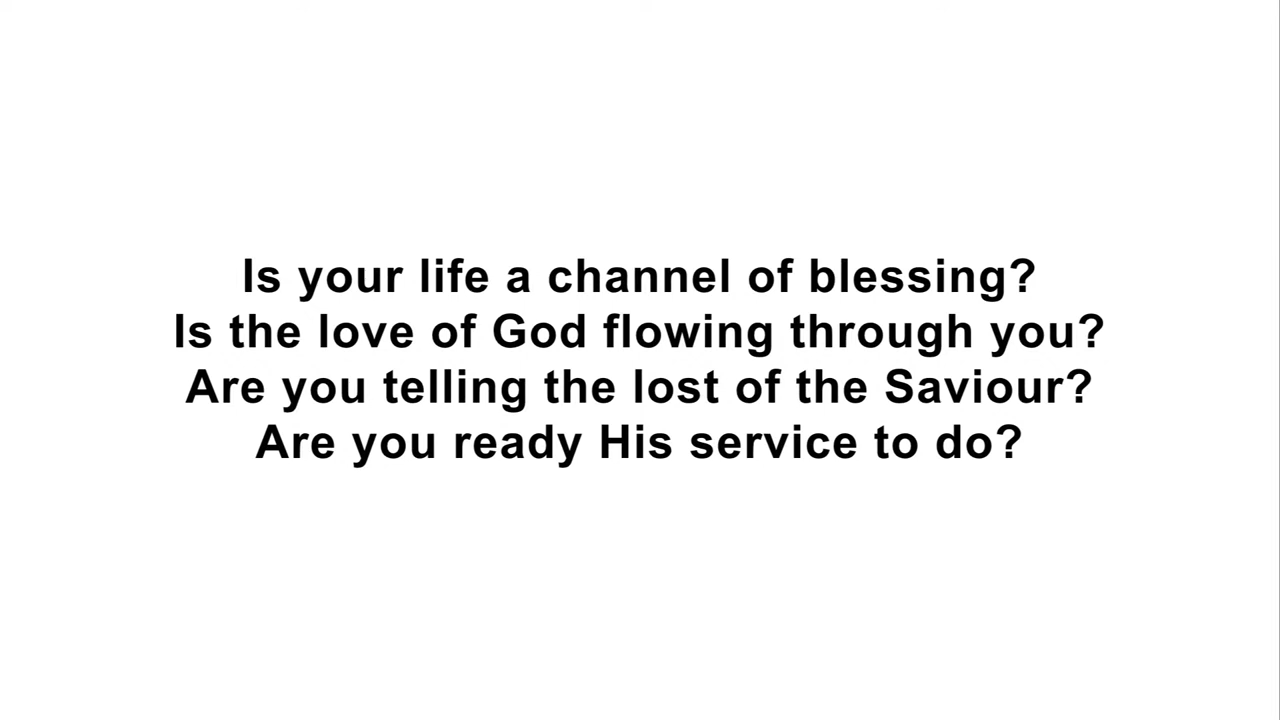 Is your life a channel of blessing?
Is the love of God flowing through you?
Are you telling the lost of the Saviour?
Are you ready His service to do?